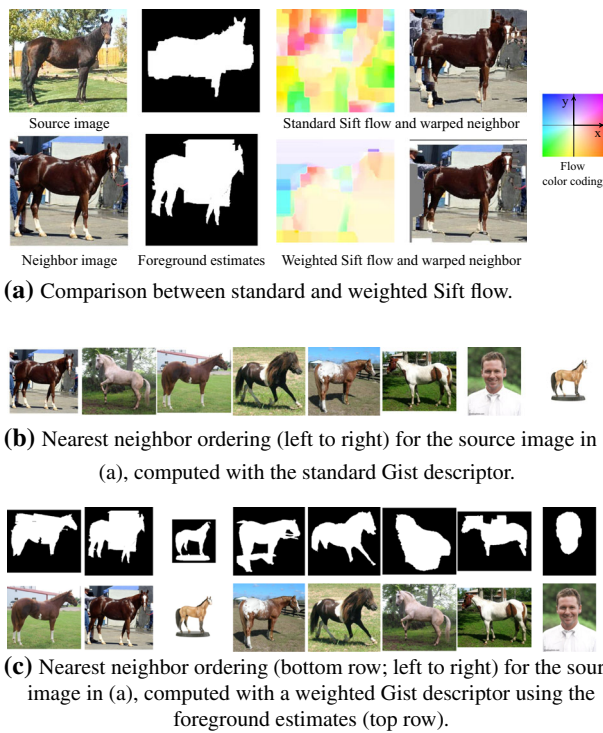 Source image
Standard Sift flow and warped neighbor
y
x
Flow
color coding
Neighbor image
Foreground estimates
Weighted Sift flow and warped neighbor
(a) Comparison between standard and weighted Sift flow.
(b) Nearest neighbor ordering (left to right) for the source image in
(a), computed with the standard Gist descriptor.
(c) Nearest neighbor ordering (bottom row; left to right) for the sour
image in (a), computed with a weighted Gist descriptor using the
foreground estimates (top row).